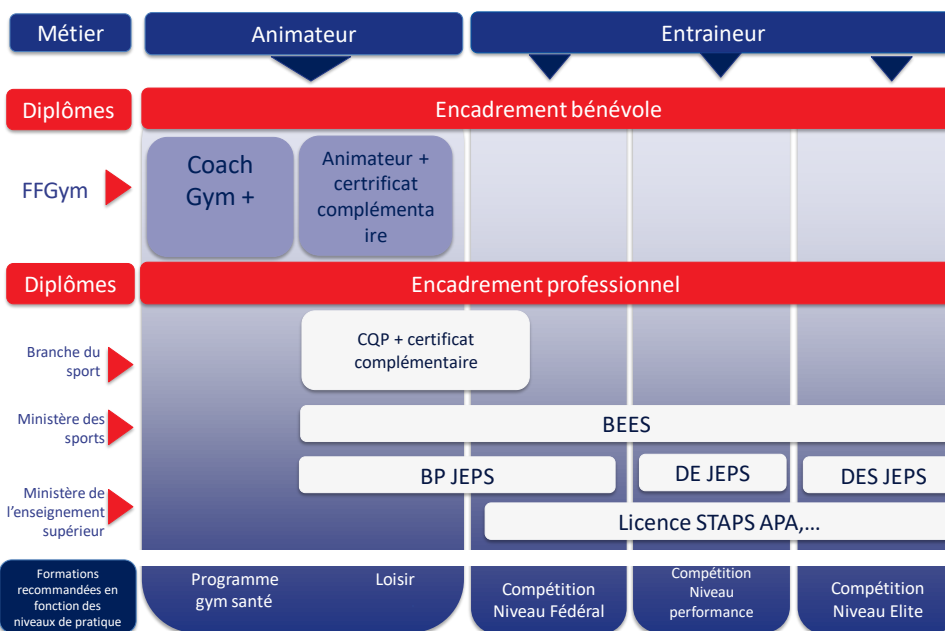 Métier
Animateur
Entraineur
Diplômes
Encadrement bénévole
FFGym
Coach
Gym +
Animateur +
certrificat
complémenta
ire
Diplômes
Encadrement professionnel
Branche du
sport
CQP + certificat
complémentaire
Ministère des
sports
BEES
BP JEPS
DE JEPS
DES JEPS
Ministère de
l'enseignement
supérieur
Licence STAPS APA,...
Formations
recommandées en
fonction des
niveaux de pratique
Programme
gym santé
Loisir
Compétition
Niveau Fédéral
Compétition
Niveau
performance
Compétition
Niveau Elite